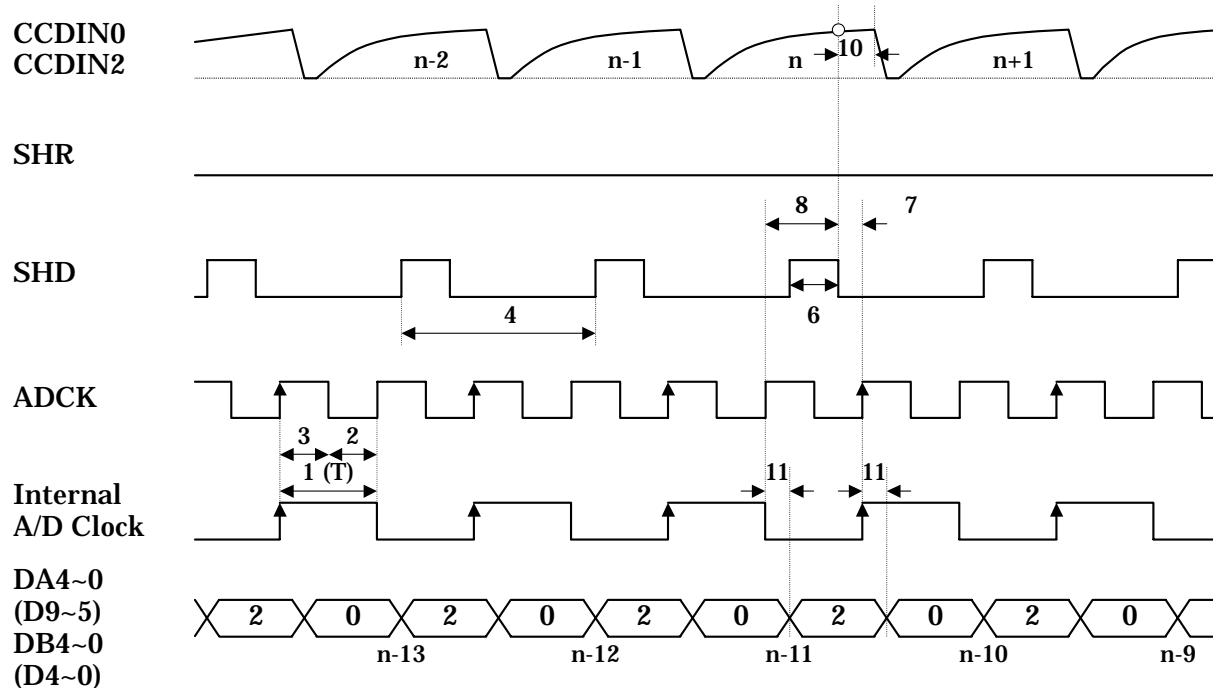 CCDIN0
CCDIN2
n-2
n-1
n
10
n+1
SHR
8
7
SHD
4
6
ADCK
3
2
1 (T)
11
11
Internal
A/D Clock
DA4~0
(D9~5)
DB4~0
(D4~0)
2
0
2
0
2
0
2
0
2
0
n-13
n-12
n-11
n-10
n-9